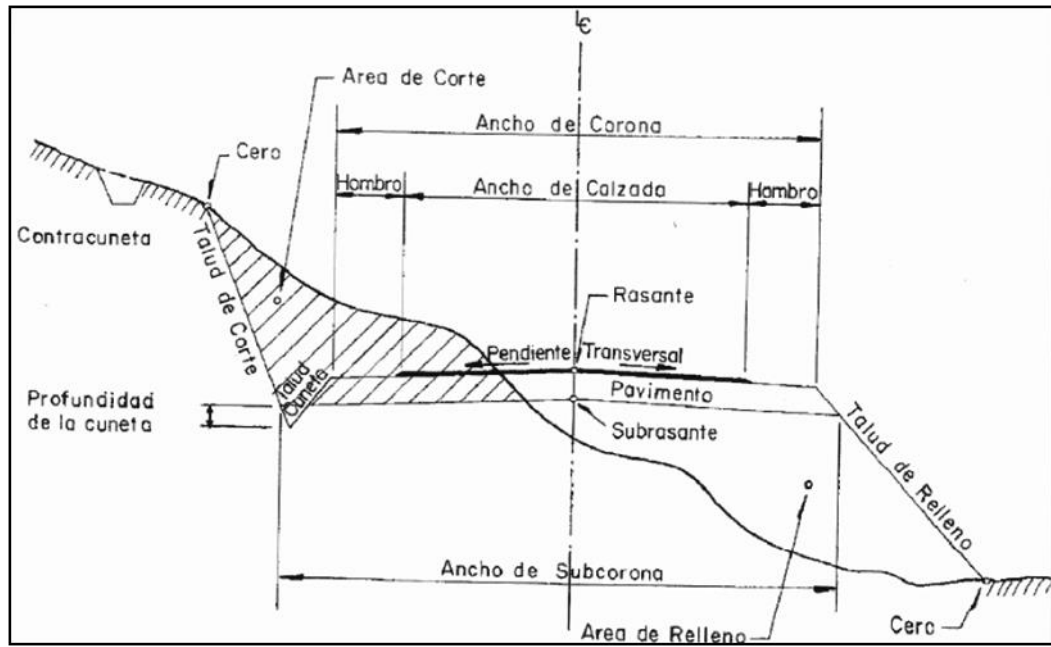 ℄
Area de Corte
Ancho de Corona
Cero
Hombro
Ancho de Calzada
Hombro
Contracuneta
Talud de Corte
Rasante
Pendiente Transversal
Talud
Cuneta
Pavimento
Profundidad
de la cuneta
Subrasante
Talud de Relleno
Ancho de Subcorona
Area de Relleno
Cero